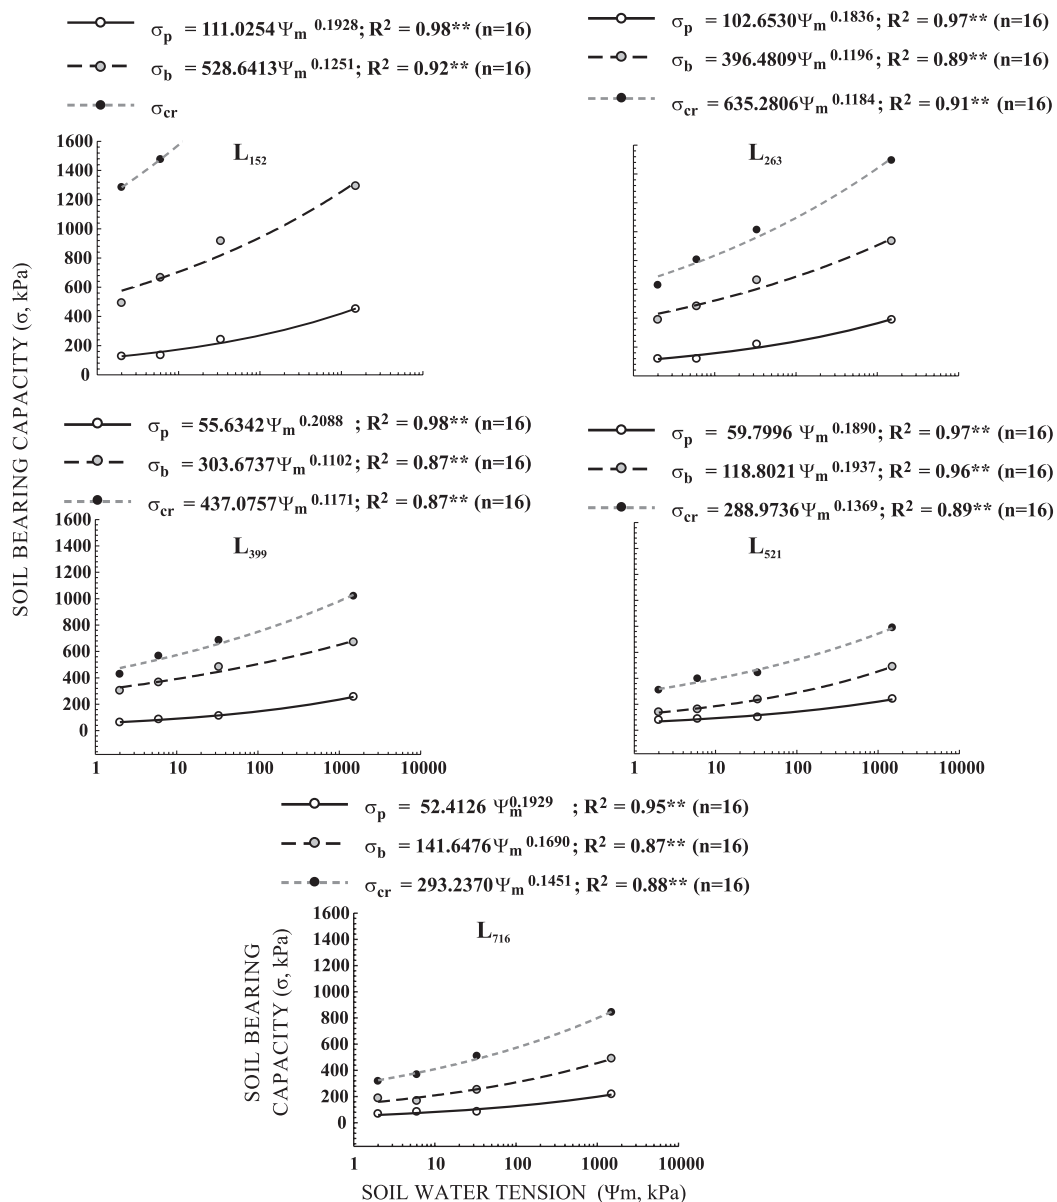 σp = 111.0254Ψm^0.1928; R² = 0.98** (n=16)
σb = 528.6413Ψm^0.1251; R² = 0.92** (n=16)
σcr
σp = 102.6530Ψm^0.1836; R² = 0.97** (n=16)
σb = 396.4809Ψm^0.1196; R² = 0.89** (n=16)
σcr = 635.2806Ψm^0.1184; R² = 0.91** (n=16)
SOIL BEARING CAPACITY (σ, kPa)
1600
1400
1200
1000
800
600
400
200
0
L152
L263
σp = 55.6342Ψm^0.2088 ; R² = 0.98** (n=16)
σb = 303.6737Ψm^0.1102; R² = 0.87** (n=16)
σcr = 437.0757Ψm^0.1171; R² = 0.87** (n=16)
σp = 59.7996 Ψm^0.1890; R² = 0.97** (n=16)
σb = 118.8021Ψm^0.1937; R² = 0.96** (n=16)
σcr = 288.9736Ψm^0.1369; R² = 0.89** (n=16)
1600
1400
1200
1000
800
600
400
200
0
L399
1 10 100 1000 10000
L521
1 10 100 1000 10000
σp = 52.4126 Ψm^0.1929 ; R² = 0.95** (n=16)
σb = 141.6476Ψm^0.1690; R² = 0.87** (n=16)
σcr = 293.2370Ψm^0.1451; R² = 0.88** (n=16)
SOIL BEARING
CAPACITY (σ, kPa)
1600
1400
1200
1000
800
600
400
200
0
L716
1 10 100 1000 10000
SOIL WATER TENSION (Ψm, kPa)